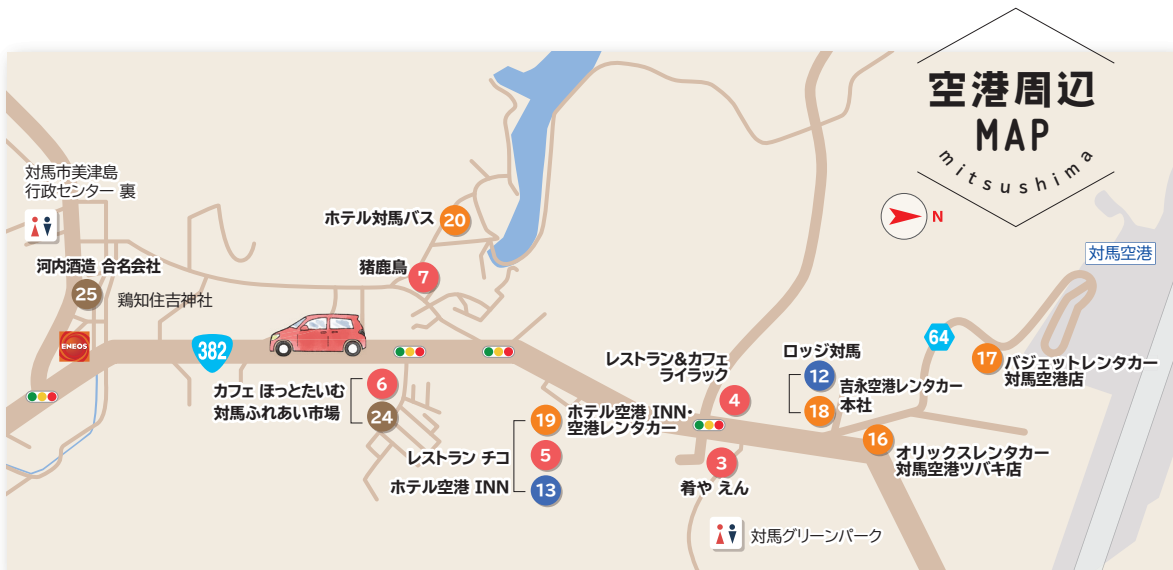 空港周辺
MAP
mitsushima
N
対馬市美津島
行政センター 裏
河内酒造 合名会社
25
鶏知住吉神社
ENEOS
382
ホテル対馬バス
20
猪鹿鳥
7
カフェ ほっとたいむ
6
対馬ふれあい市場
24
ホテル空港 INN・
空港レンタカー
19
レストラン チコ
5
ホテル空港 INN
13
レストラン&カフェ
ライラック
4
肴や えん
3
対馬グリーンパーク
ロッジ対馬
12
吉永空港レンタカー
本社
18
64
17
バジェットレンタカー
対馬空港店
16
オリックスレンタカー
対馬空港ツバキ店
対馬空港